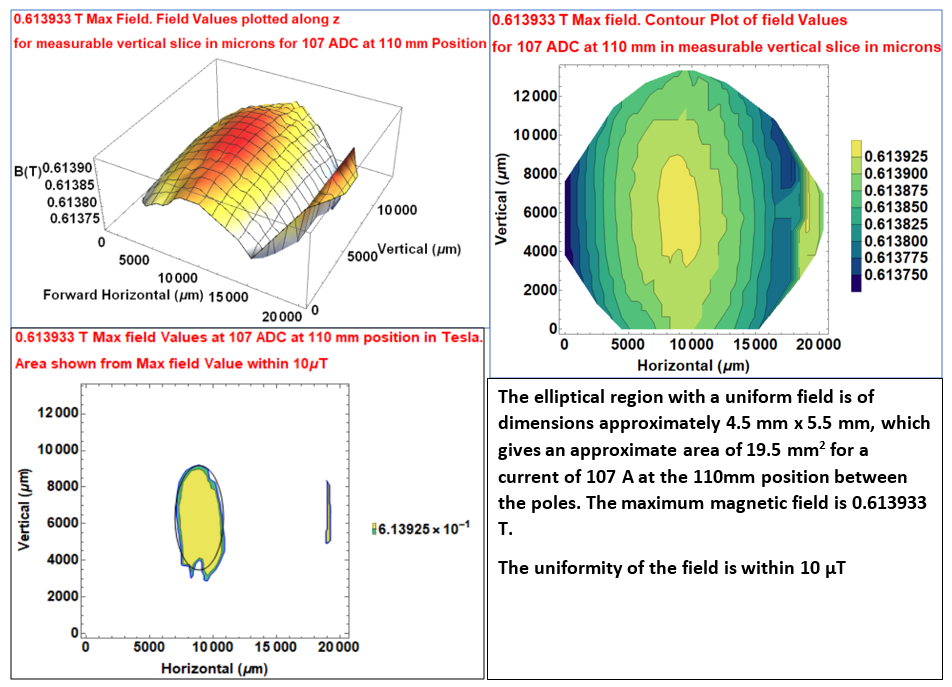 0.613933 T Max Field. Field Values plotted along z
for measurable vertical slice in microns for 107 ADC at 110 mm Position
B(T)
0.61390
0.61385
0.61380
0.61375
0
5000
10000
15000
20000
Forward Horizontal (μm)
0
5000
10000
Vertical (μm)
0.613933 T Max field. Contour Plot of field Values
for 107 ADC at 110 mm in measurable vertical slice in microns
Vertical (μm)
12000
10000
8000
6000
4000
2000
0
0
5000
10000
15000
20000
Horizontal (μm)
0.613925
0.613900
0.613875
0.613850
0.613825
0.613800
0.613775
0.613750
0.613933 T Max field Values at 107 ADC at 110 mm position in Tesla.
Area shown from Max field Value within 10μT
Vertical (μm)
12000
10000
8000
6000
4000
2000
0
0
5000
10000
15000
20000
Horizontal (μm)
6.13925 x 10⁻¹
The elliptical region with a uniform field is of
dimensions approximately 4.5 mm x 5.5 mm, which
gives an approximate area of 19.5 mm² for a
current of 107 A at the 110mm position between
the poles. The maximum magnetic field is 0.613933
T.
The uniformity of the field is within 10 μT